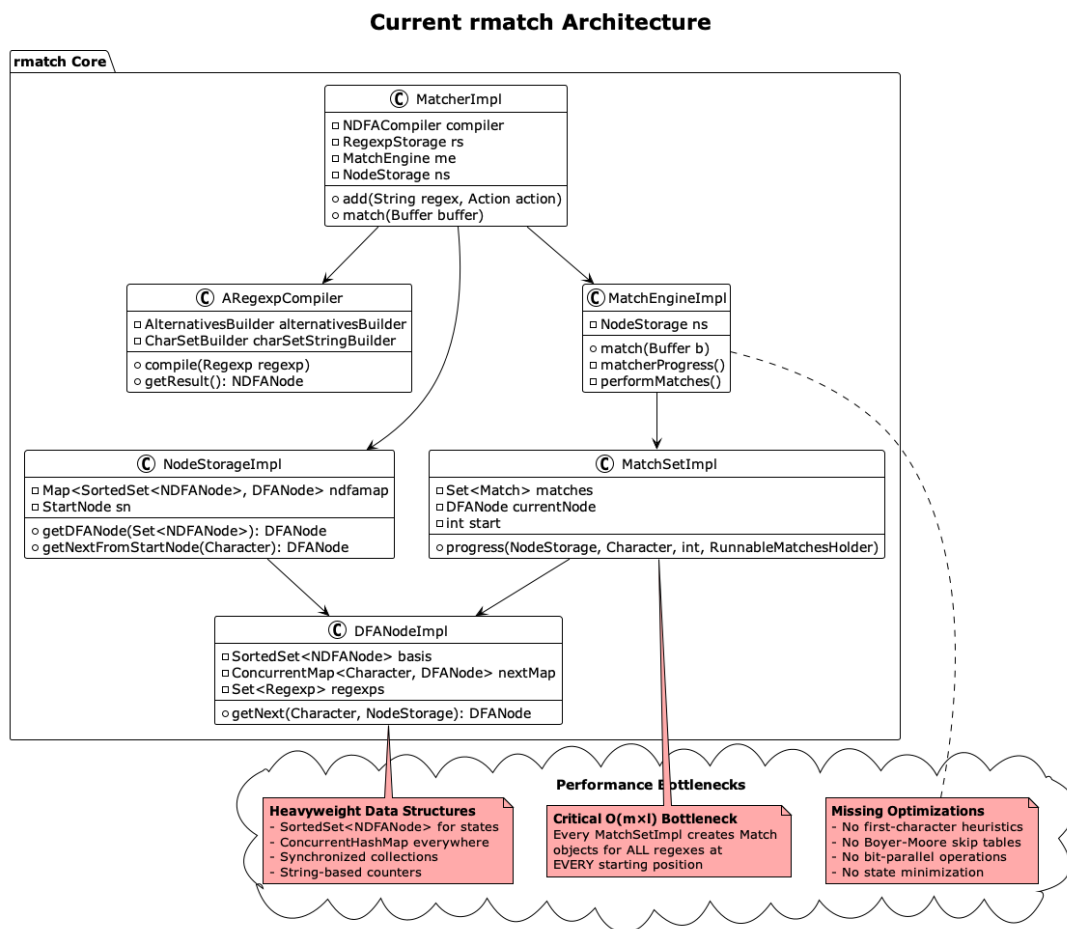 Current rmatch Architecture
rmatch Core
C MatcherImpl
NDFACompiler compiler
RegexpStorage rs
MatchEngine me
NodeStorage ns
add(String regex, Action action)
match(Buffer buffer)
C ARegexpCompiler
AlternativesBuilder alternativesBuilder
CharSetBuilder charSetStringBuilder
compile(Regexp regexp)
getResult(): NDFANode
C MatchEngineImpl
NodeStorage ns
match(Buffer b)
matcherProgress()
performMatches()
C NodeStorageImpl
Map<SortedSet<NDFANode>, DFANode> ndfamap
StartNode sn
getDFANode(Set<NDFANode>): DFANode
getNextFromStartNode(Character): DFANode
C MatchSetImpl
Set<Match> matches
DFANode currentNode
int start
progress(NodeStorage, Character, int, RunnableMatchesHolder)
C DFANodeImpl
SortedSet<NDFANode> basis
ConcurrentMap<Character, DFANode> nextMap
Set<Regexp> regexps
getNext(Character, NodeStorage): DFANode
Performance Bottlenecks
Heavyweight Data Structures
- SortedSet<NDFANode> for states
- ConcurrentHashMap everywhere
- Synchronized collections
- String-based counters
Critical O(m×l) Bottleneck
Every MatchSetImpl creates Match
objects for ALL regexes at
EVERY starting position
Missing Optimizations
- No first-character heuristics
- No Boyer-Moore skip tables
- No bit-parallel operations
- No state minimization